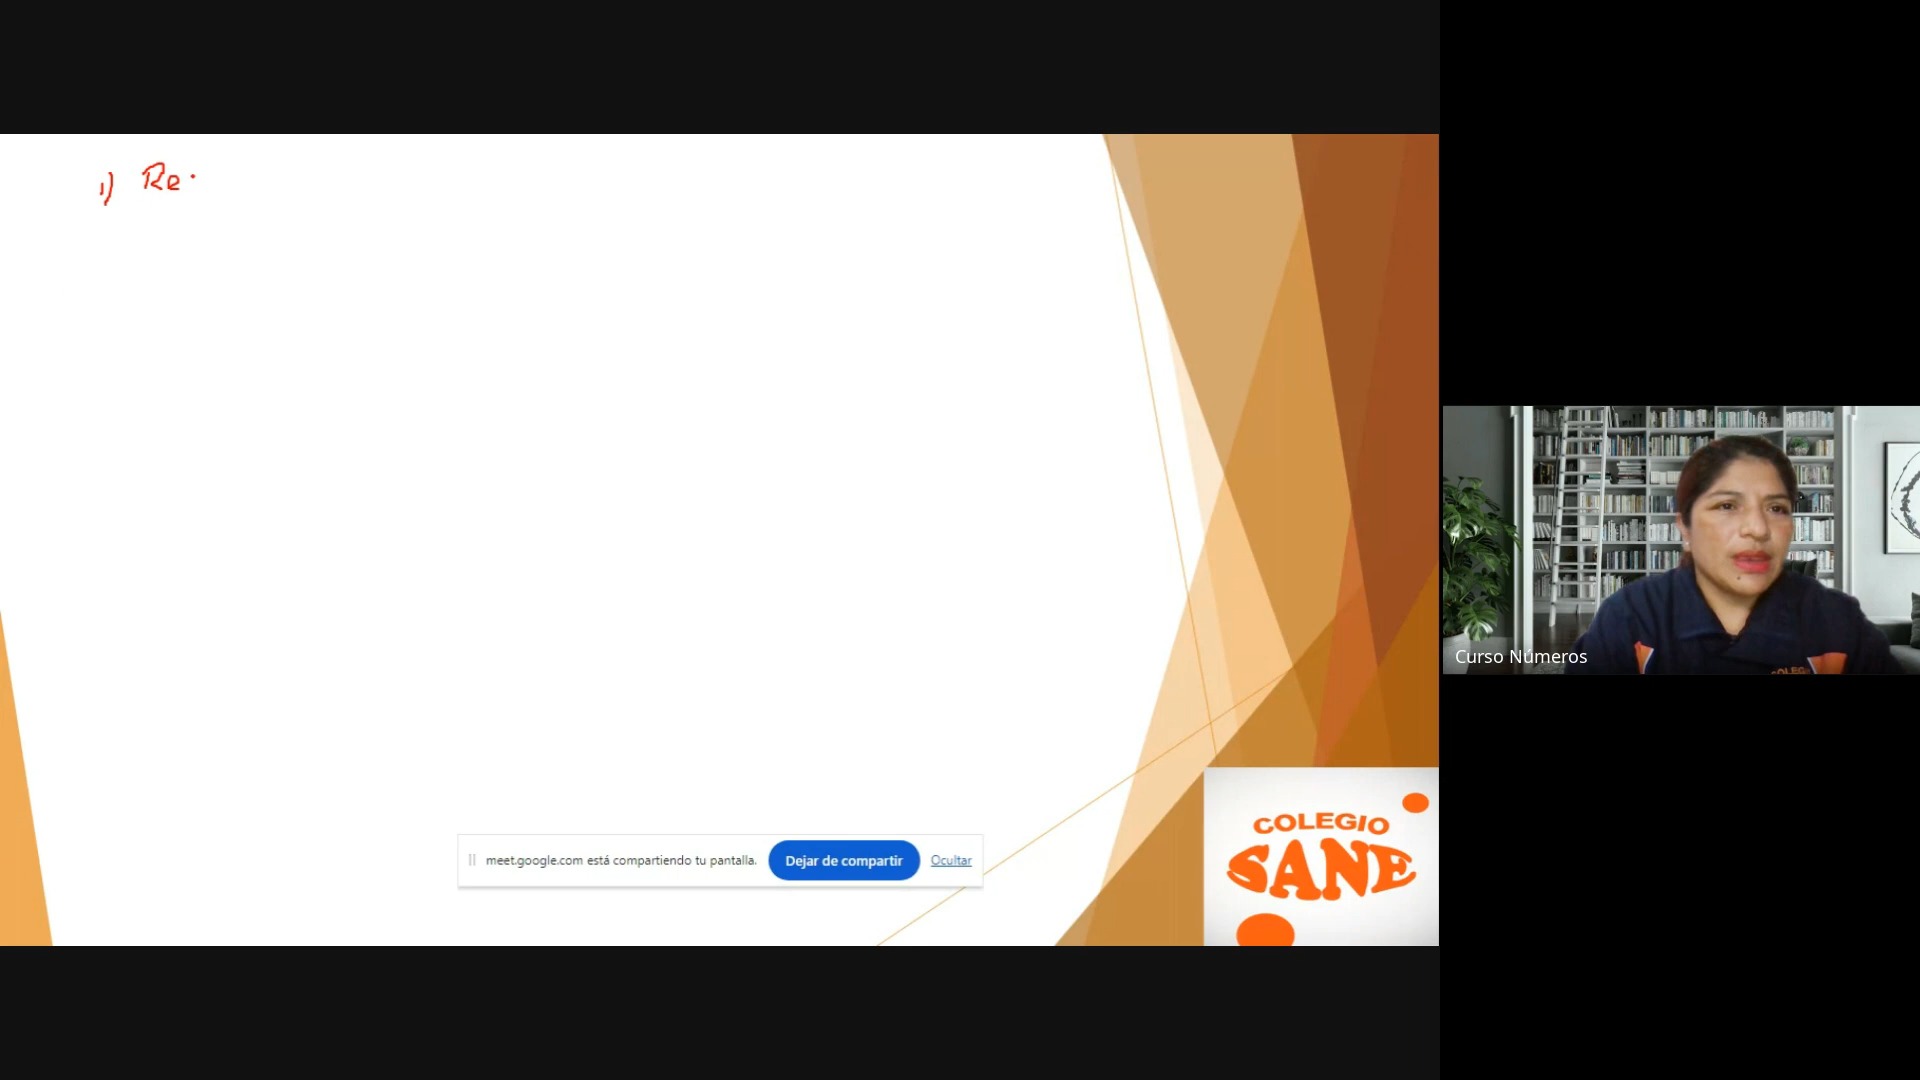 1) Re
meet.google.com está compartiendo tu pantalla. Dejar de compartir Ocultar
COLEGIO
SANE
Curso Números